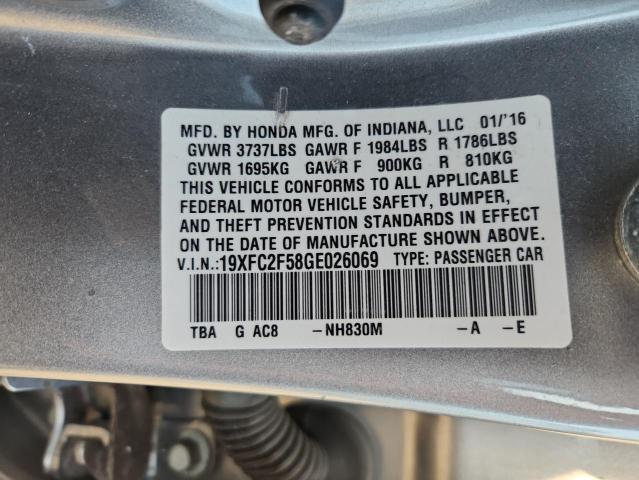 MFD. BY HONDA MFG. OF INDIANA, LLC 01/'16
GVWR 3737LBS GAWR F 1984LBS R 1786LBS
GVWR 1695KG GAWR F 900KG R 810KG
THIS VEHICLE CONFORMS TO ALL APPLICABLE
FEDERAL MOTOR VEHICLE SAFETY, BUMPER,
AND THEFT PREVENTION STANDARDS IN EFFECT
ON THE DATE OF MANUFACTURE SHOWN ABOVE.
V.I.N.:19XFC2F58GE026069 TYPE: PASSENGER CAR
TBA G AC8 -NH830M -A -E